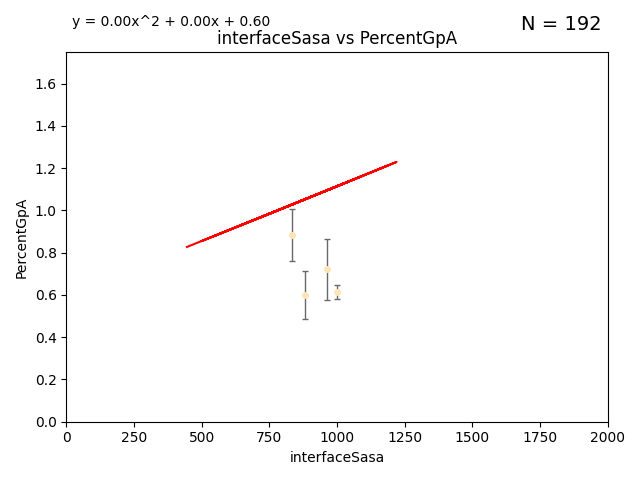 y = 0.00x^2 + 0.00x + 0.60
N = 192
interfaceSasa vs PercentGpA
PercentGpA
1.6
1.4
1.2
1.0
0.8
0.6
0.4
0.2
0.0
0 250 500 750 1000 1250 1500 1750 2000
interfaceSasa